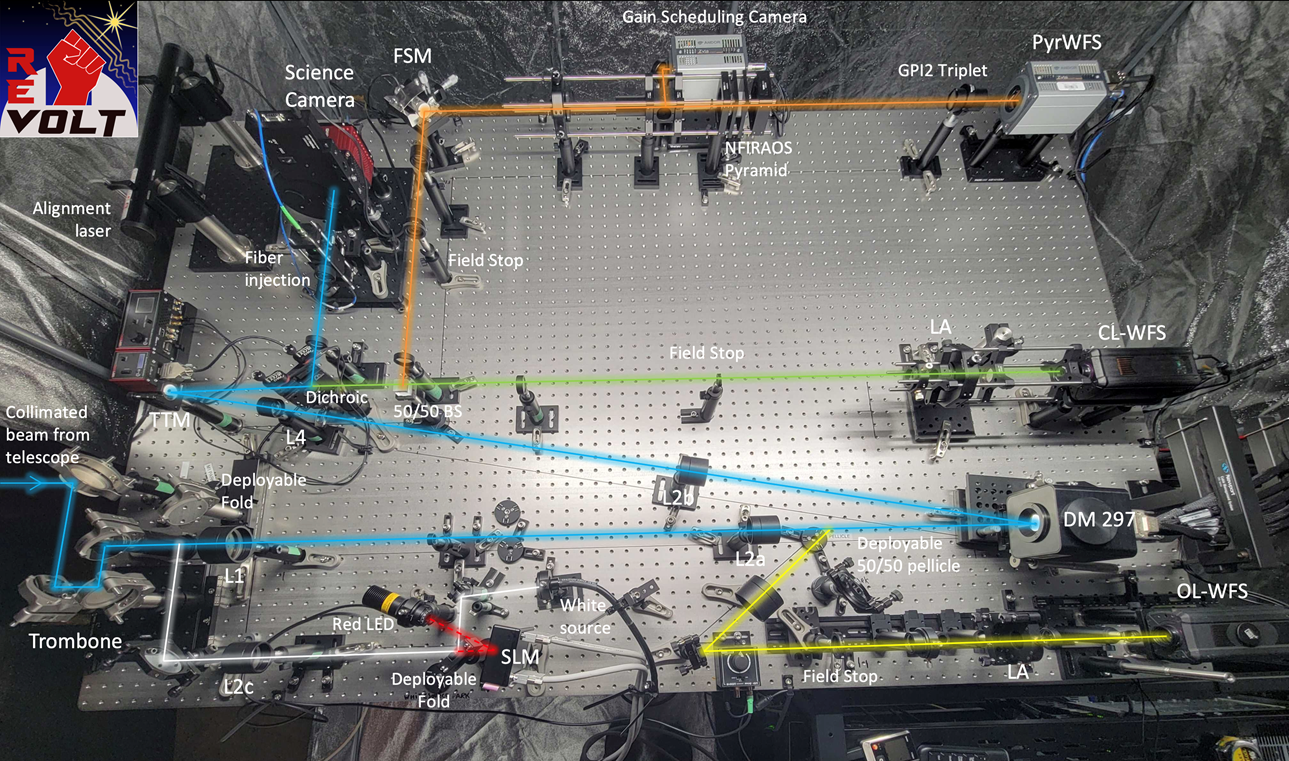 RE
VOLT
Gain Scheduling Camera
FSM
PyrWFS
Science
Camera
GPI2 Triplet
NFIRAOS
Pyramid
Alignment
laser
Fiber
injection
Field Stop
LA
CL-WFS
Field Stop
Dichroic
50/50 BS
TTM
L4
Collimated
beam from
telescope
Deployable
Fold
L2b
DM 297
L2a
Deployable
50/50 pellicle
L1
OL-WFS
White
source
Red LED
Trombone
SLM
L2c
Deployable
Fold
Field Stop
LA